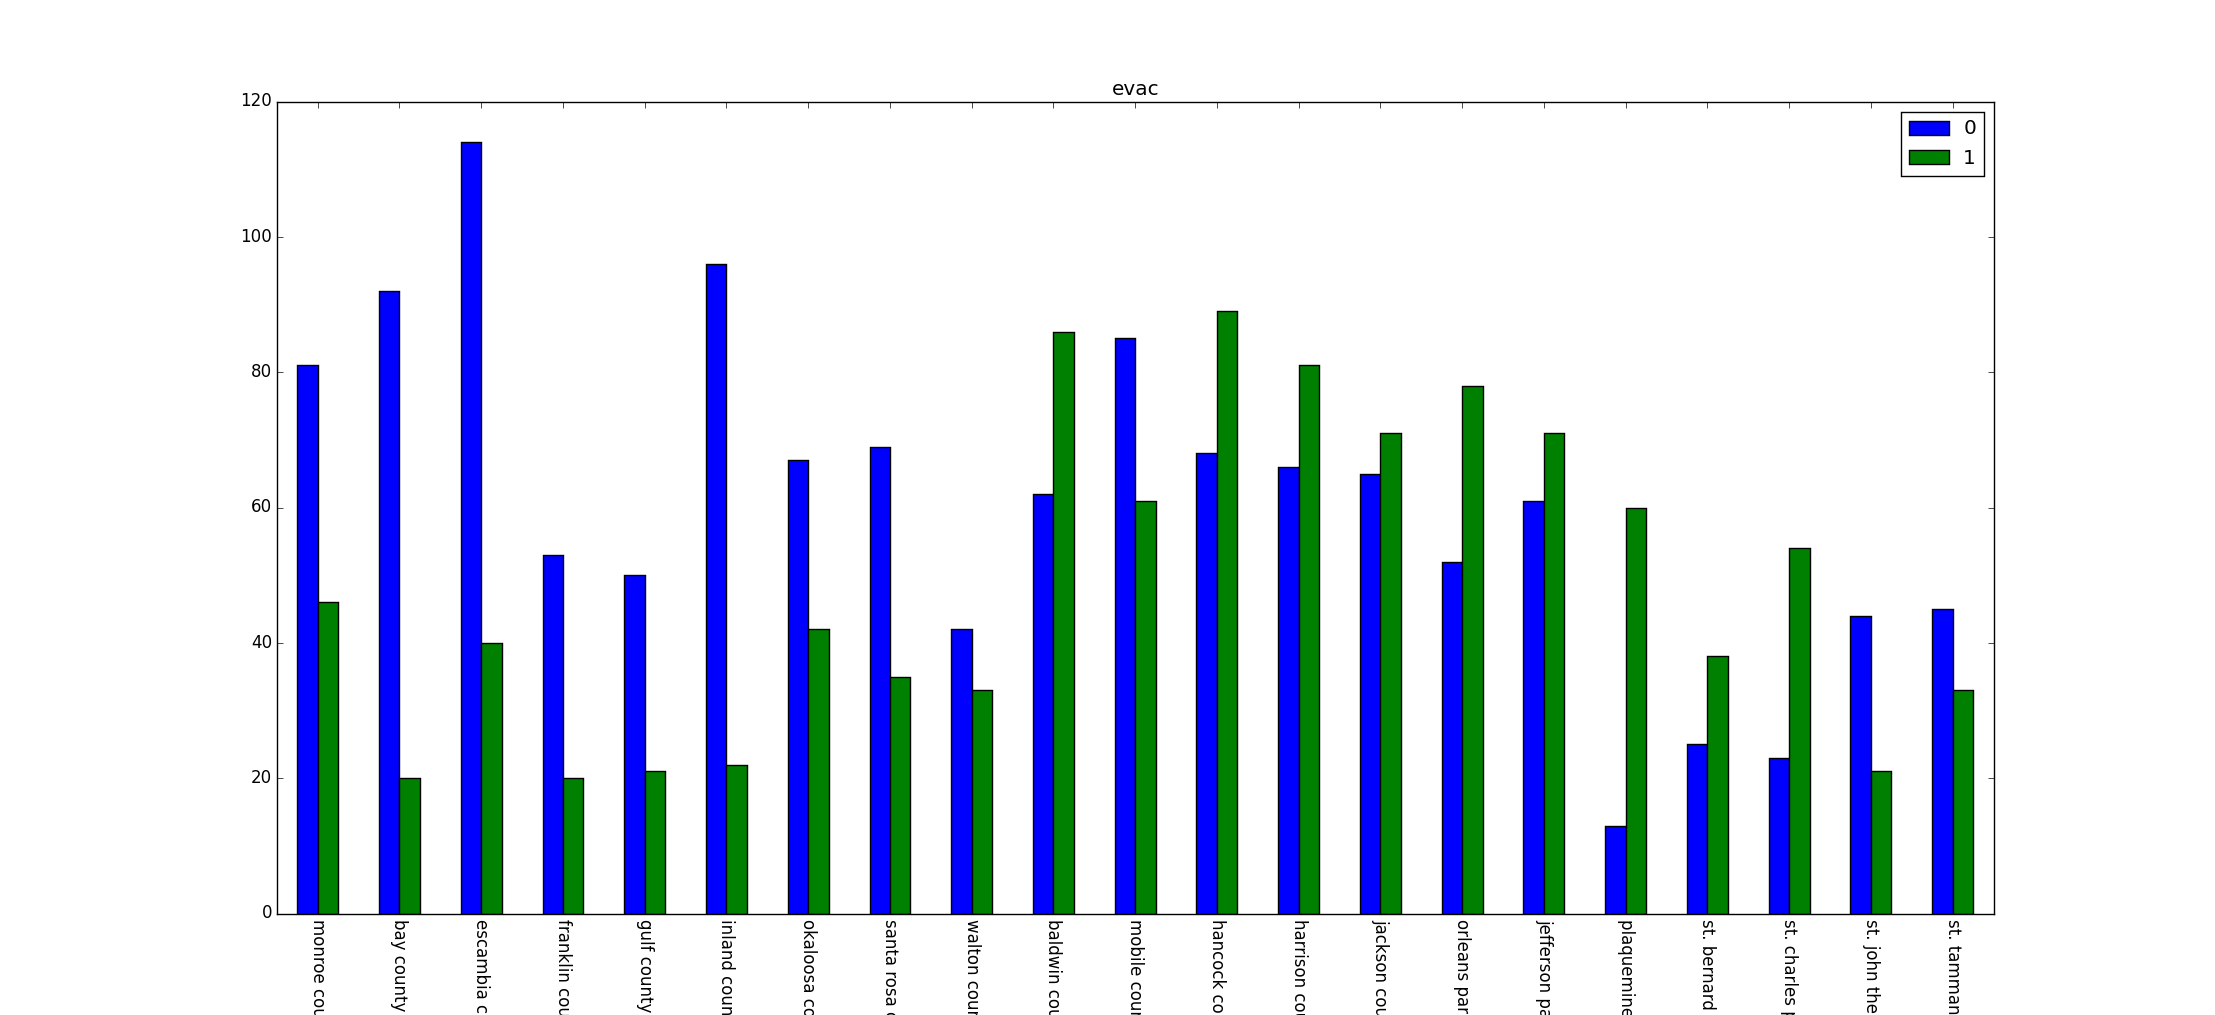 evac
120
100
80
60
40
20
0
0
1
monroe cou
bay county
escambia c
franklin cou
gulf county
inland coun
okaloosa co
santa rosa c
walton coun
baldwin cou
mobile coun
hancock co
harrison cou
jackson cou
orleans par
jefferson pa
plaquemine
st. bernard
st. charles p
st. john the
st. tamman